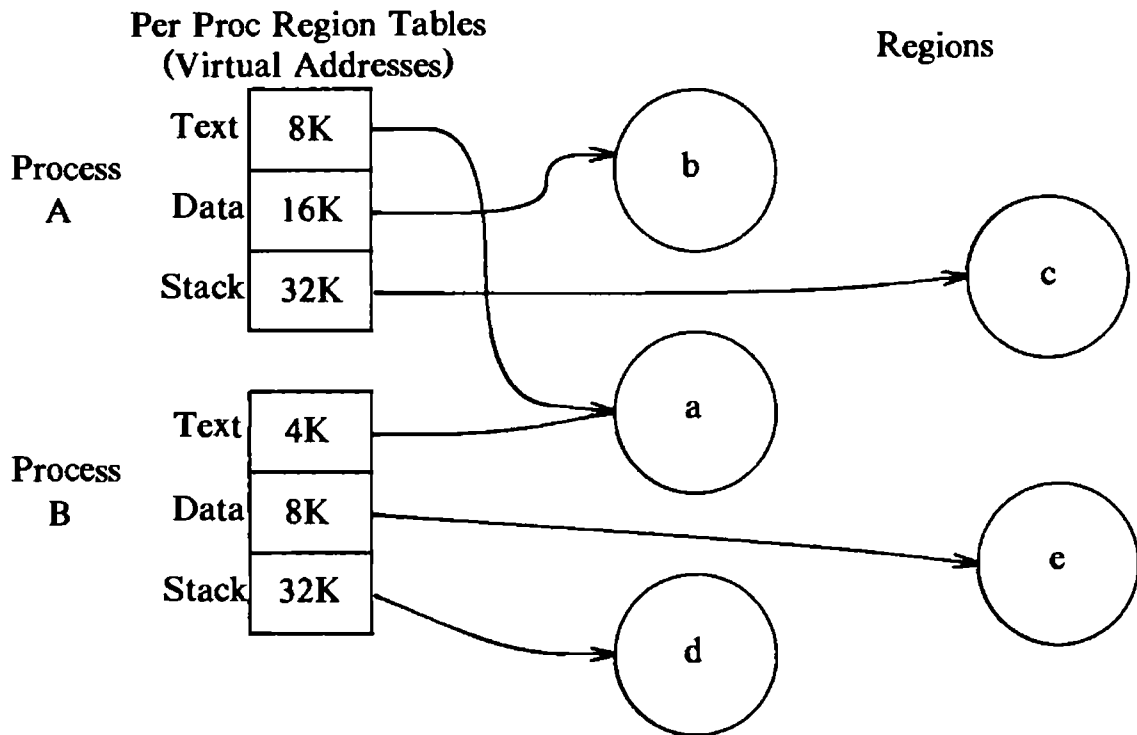 Per Proc Region Tables
(Virtual Addresses)
Regions
Process
A
Text 8K
Data 16K
Stack 32K
b
c
a
Process
B
Text 4K
Data 8K
Stack 32K
e
d